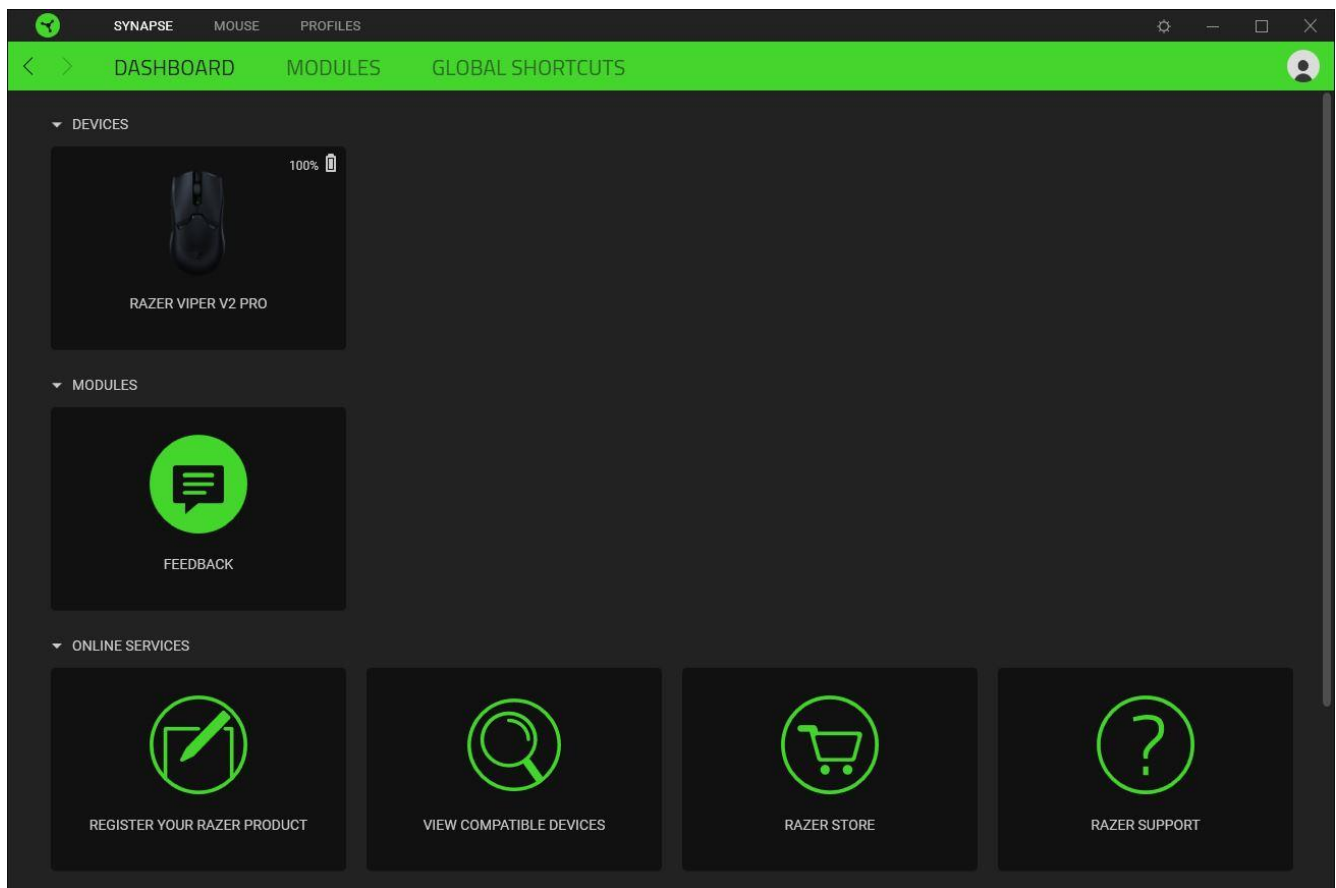 SYNAPSE MOUSE PROFILES
DASHBOARD MODULES GLOBAL SHORTCUTS
DEVICES
100%
RAZER VIPER V2 PRO
MODULES
FEEDBACK
ONLINE SERVICES
REGISTER YOUR RAZER PRODUCT VIEW COMPATIBLE DEVICES RAZER STORE RAZER SUPPORT